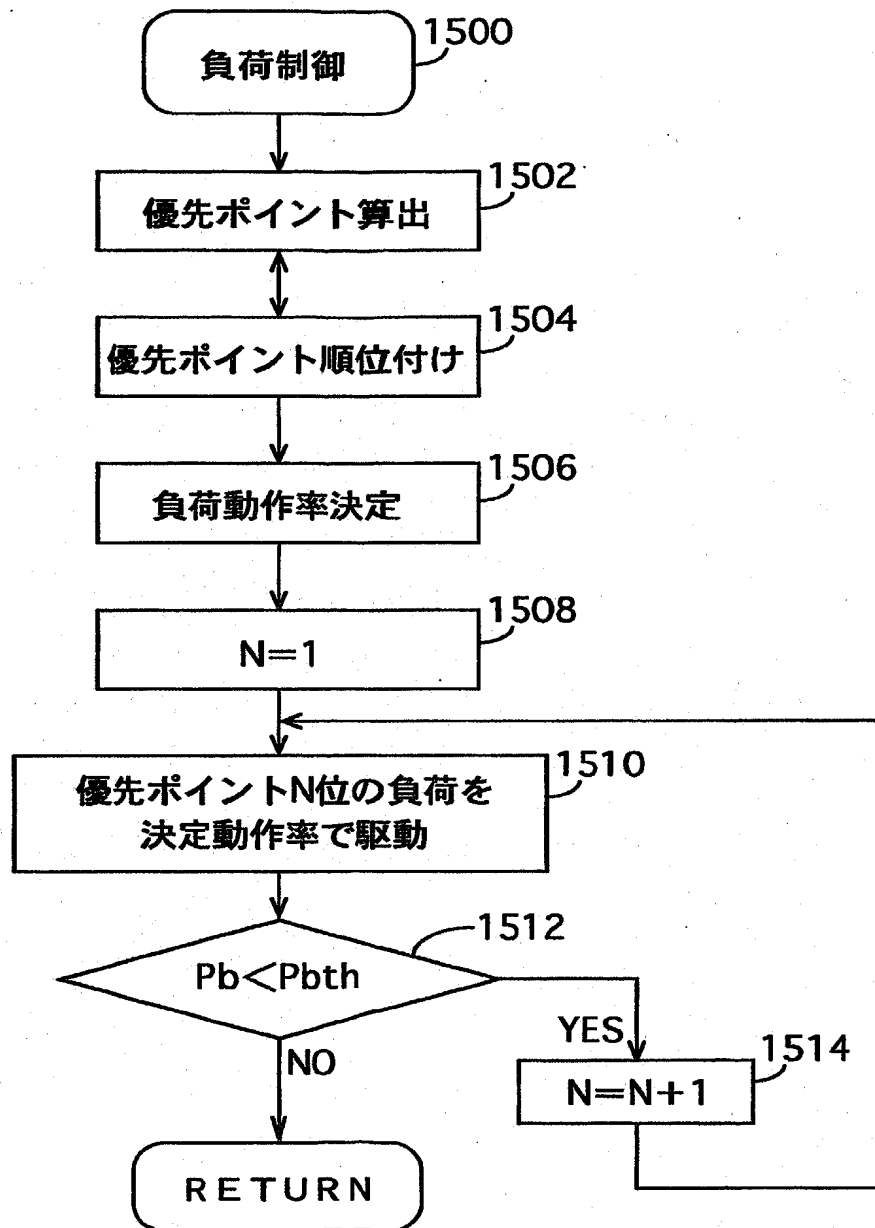 負荷制御
1500
1502
優先ポイント算出
1504
優先ポイント順位付け
1506
負荷動作率決定
1508
N=1
1510
優先ポイントN位の負荷を
決定動作率で駆動
1512
Pb<Pbth
YES
NO
1514
N=N+1
RETURN